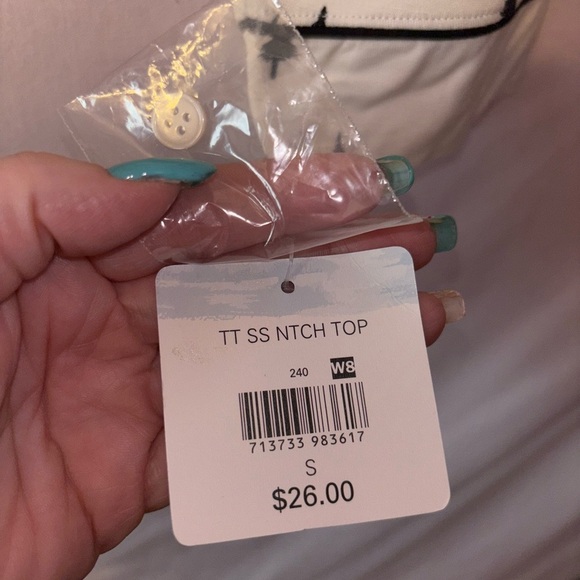 TT SS NTCH TOP
240 W8
713733 983617
S
$26.00